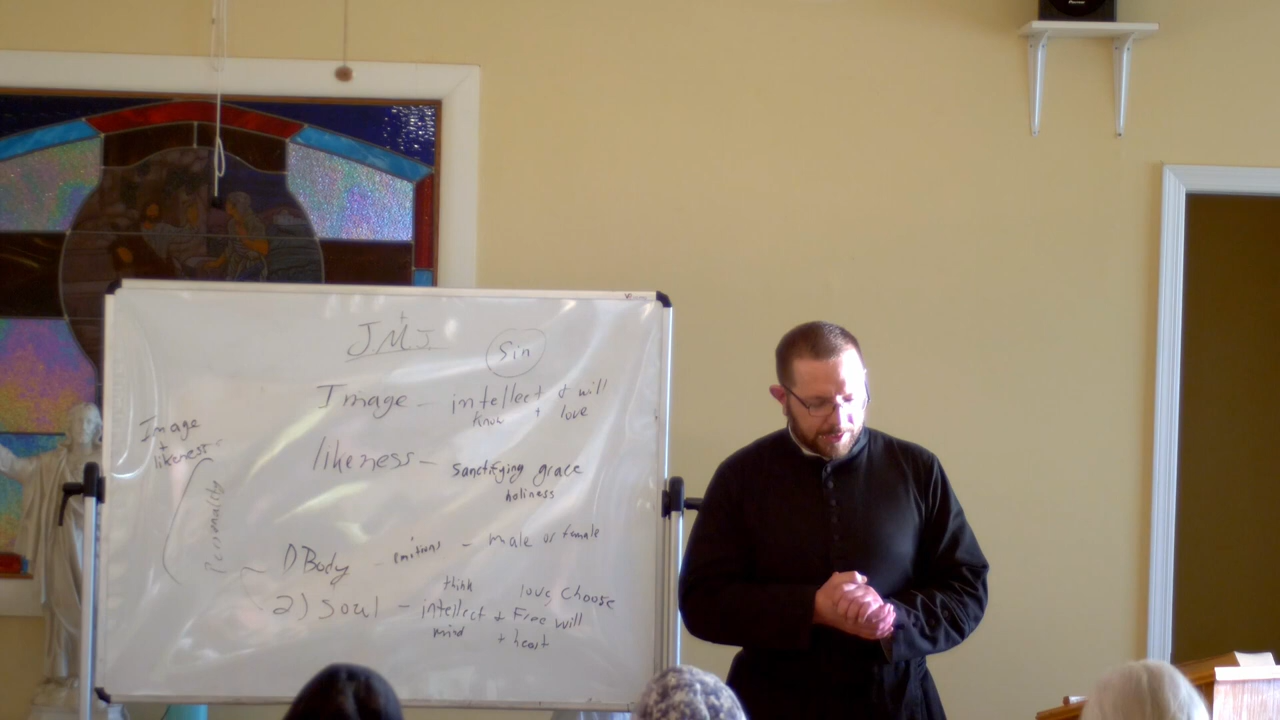 J.M.J.
Sin
Image - intellect & will
know + love
likeness - sanctifying grace
holiness
Image
+
likeness
Personality
1) Body - emotions - male or female
think love, choose
2) soul - intellect & Free will
mind + heart
Pioneer